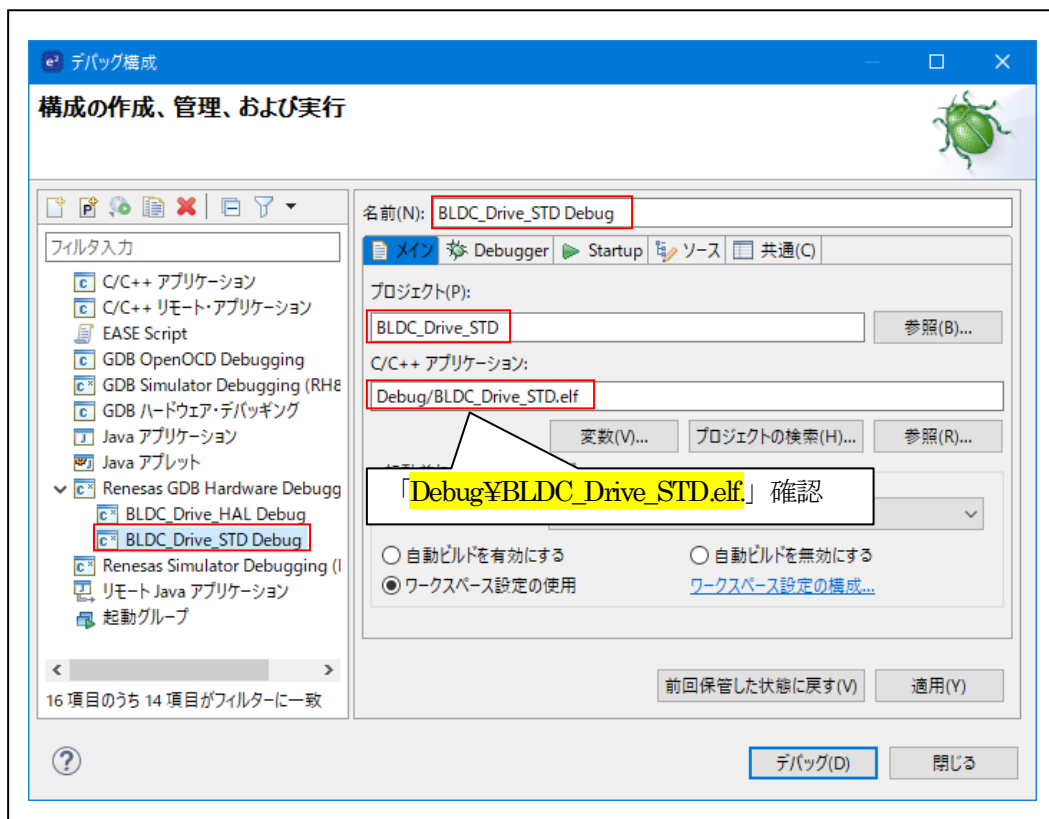 e² デバッグ構成
構成の作成、管理、および実行
フィルタ入力
C/C++ アプリケーション
C/C++ リモート・アプリケーション
EASE Script
GDB OpenOCD Debugging
GDB Simulator Debugging (RH8
GDB ハードウェア・デバッギング
Java アプリケーション
Java アプレット
Renesas GDB Hardware Debugg
BLDC_Drive_HAL Debug
BLDC_Drive_STD Debug
Renesas Simulator Debugging (
リモート Java アプリケーション
起動グループ
16 項目のうち 14 項目がフィルターに一致
名前(N): BLDC_Drive_STD Debug
メイン Debugger Startup ソース 共通(C)
プロジェクト(P):
BLDC_Drive_STD 参照(B)...
C/C++ アプリケーション:
Debug/BLDC_Drive_STD.elf
変数(V)... プロジェクトの検索(H)... 参照(R)...
「Debug¥BLDC_Drive_STD.elf.」確認
自動ビルドを有効にする 自動ビルドを無効にする
ワークスペース設定の使用 ワークスペース設定の構成...
前回保管した状態に戻す(V) 適用(Y)
デバッグ(D) 閉じる